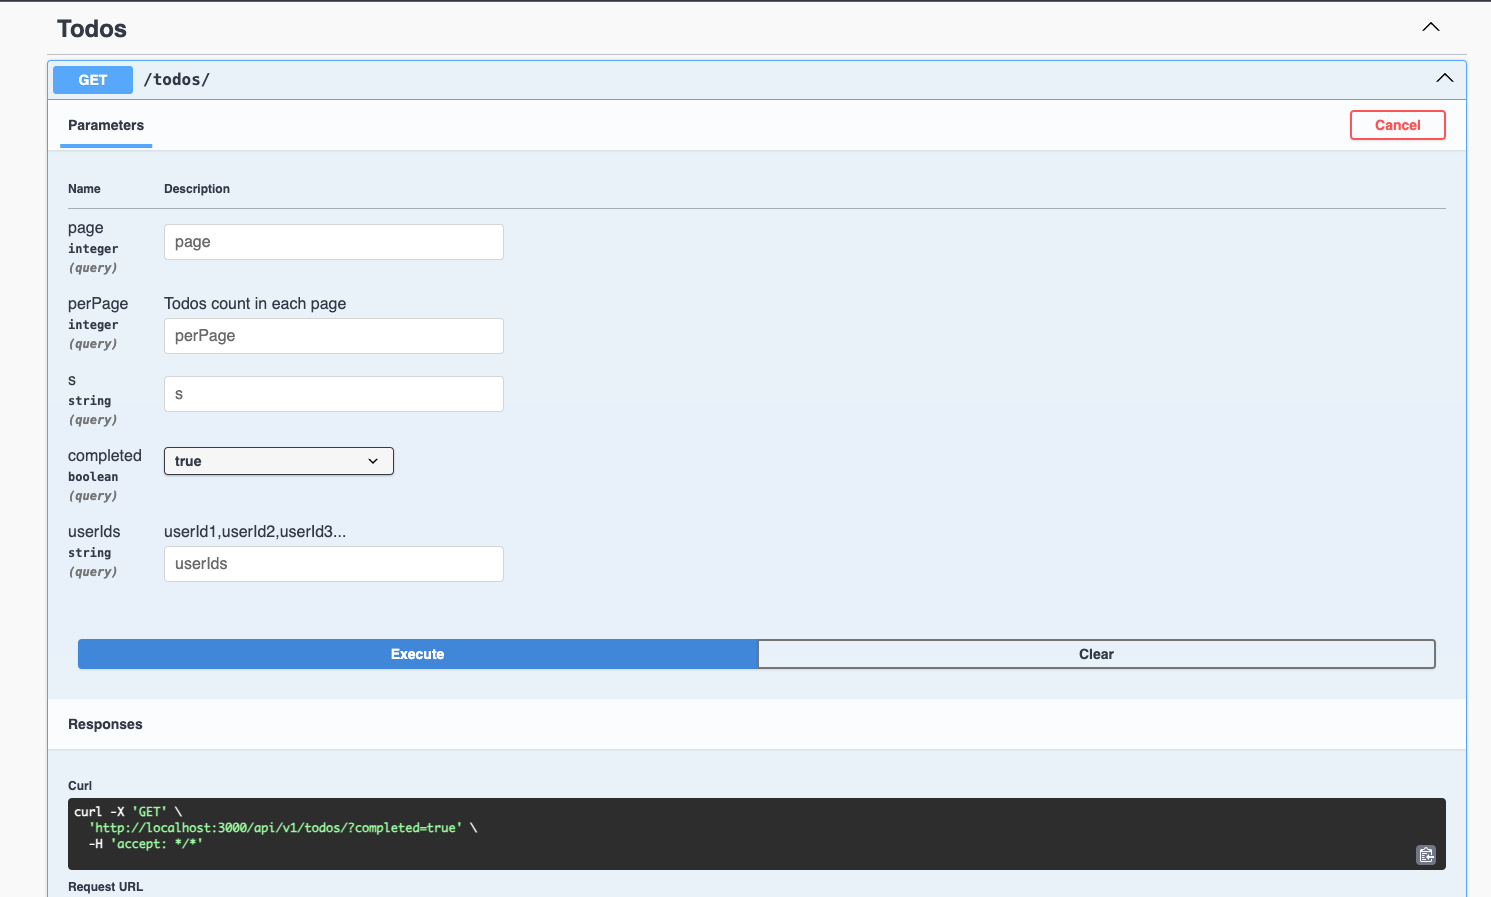 Todos
GET /todos/
Parameters Cancel
Name Description
page
integer
(query)
page
perPage Todos count in each page
integer
(query)
perPage
s
string
(query)
s
completed
boolean
(query)
true
userIds userId1,userId2,userId3...
string
(query)
userIds
Execute Clear
Responses
Curl
curl -X 'GET' \
'http://localhost:3000/api/v1/todos/?completed=true' \
-H 'accept: */*'
Request URL